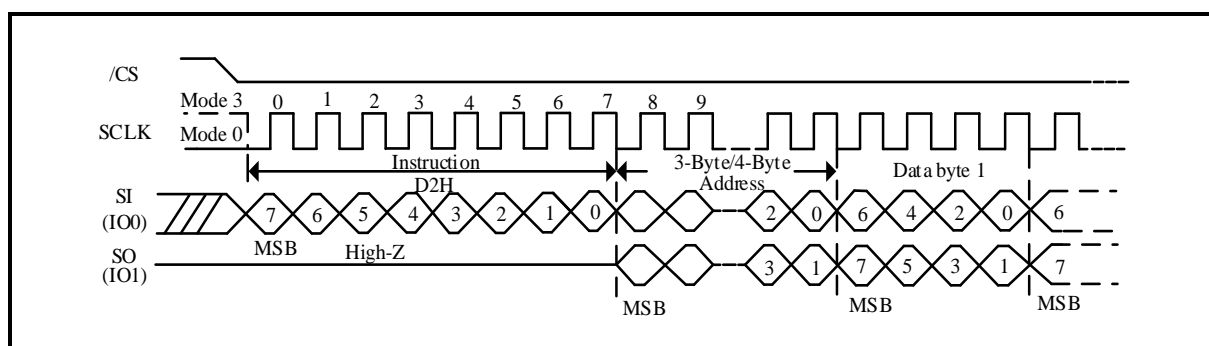 /CS
Mode 3 0 1 2 3 4 5 6 7 8 9
SCLK Mode 0
Instruction 3-Byte/4-Byte
D2H Address Data byte 1
SI
(IO0) 7 6 5 4 3 2 1 0 2 0 6 4 2 0 6
MSB High-Z
SO
(IO1) 3 1 7 5 3 1 7
MSB MSB MSB